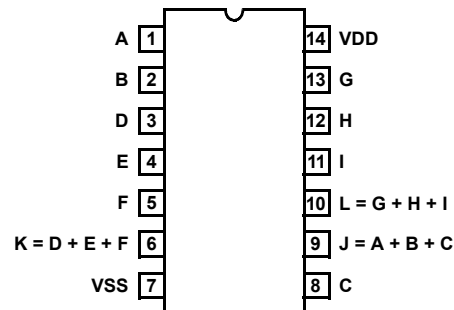 A 1 14 VDD
B 2 13 G
D 3 12 H
E 4 11 I
F 5 10 L = G + H + I
K = D + E + F 6 9 J = A + B + C
VSS 7 8 C